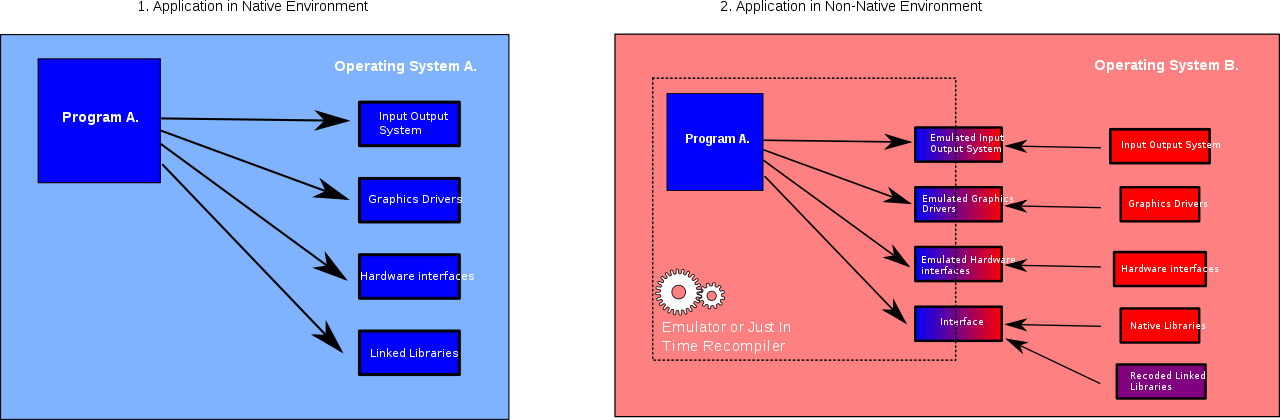 1. Application in Native Environment
Operating System A.
Program A.
Input Output
System
Graphics Drivers
Hardware interfaces
Linked Libraries
2. Application in Non-Native Environment
Operating System B.
Program A.
Emulated Input
Output System
Emulated Graphics
Drivers
Emulated Hardware
interfaces
Interface
Emulator or Just In
Time Recompiler
Input Output System
Graphics Drivers
Hardware interfaces
Native Libraries
Recoded Linked
Libraries